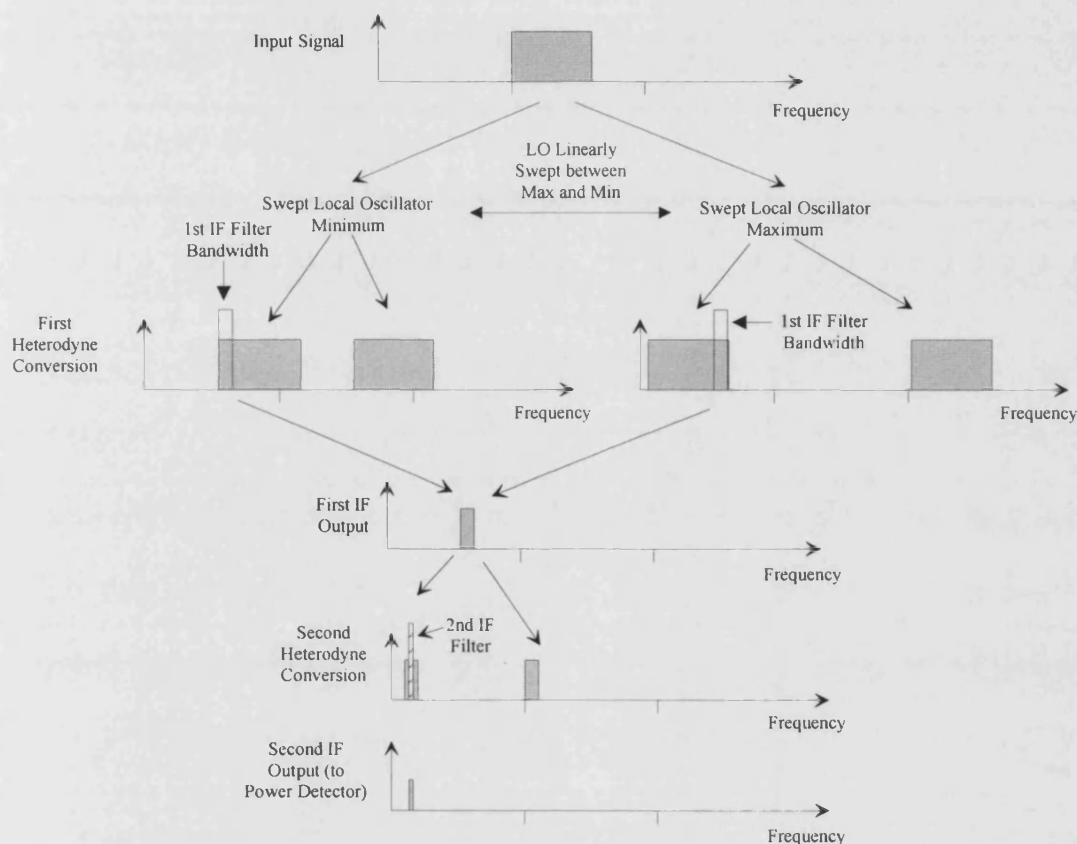 Input Signal
Frequency
LO Linearly
Swept between
Max and Min
Swept Local Oscillator
Minimum
Swept Local Oscillator
Maximum
1st IF Filter
Bandwidth
1st IF Filter
Bandwidth
First
Heterodyne
Conversion
Frequency
Frequency
First IF
Output
Frequency
2nd IF
Filter
Second
Heterodyne
Conversion
Frequency
Second IF
Output (to
Power Detector)
Frequency